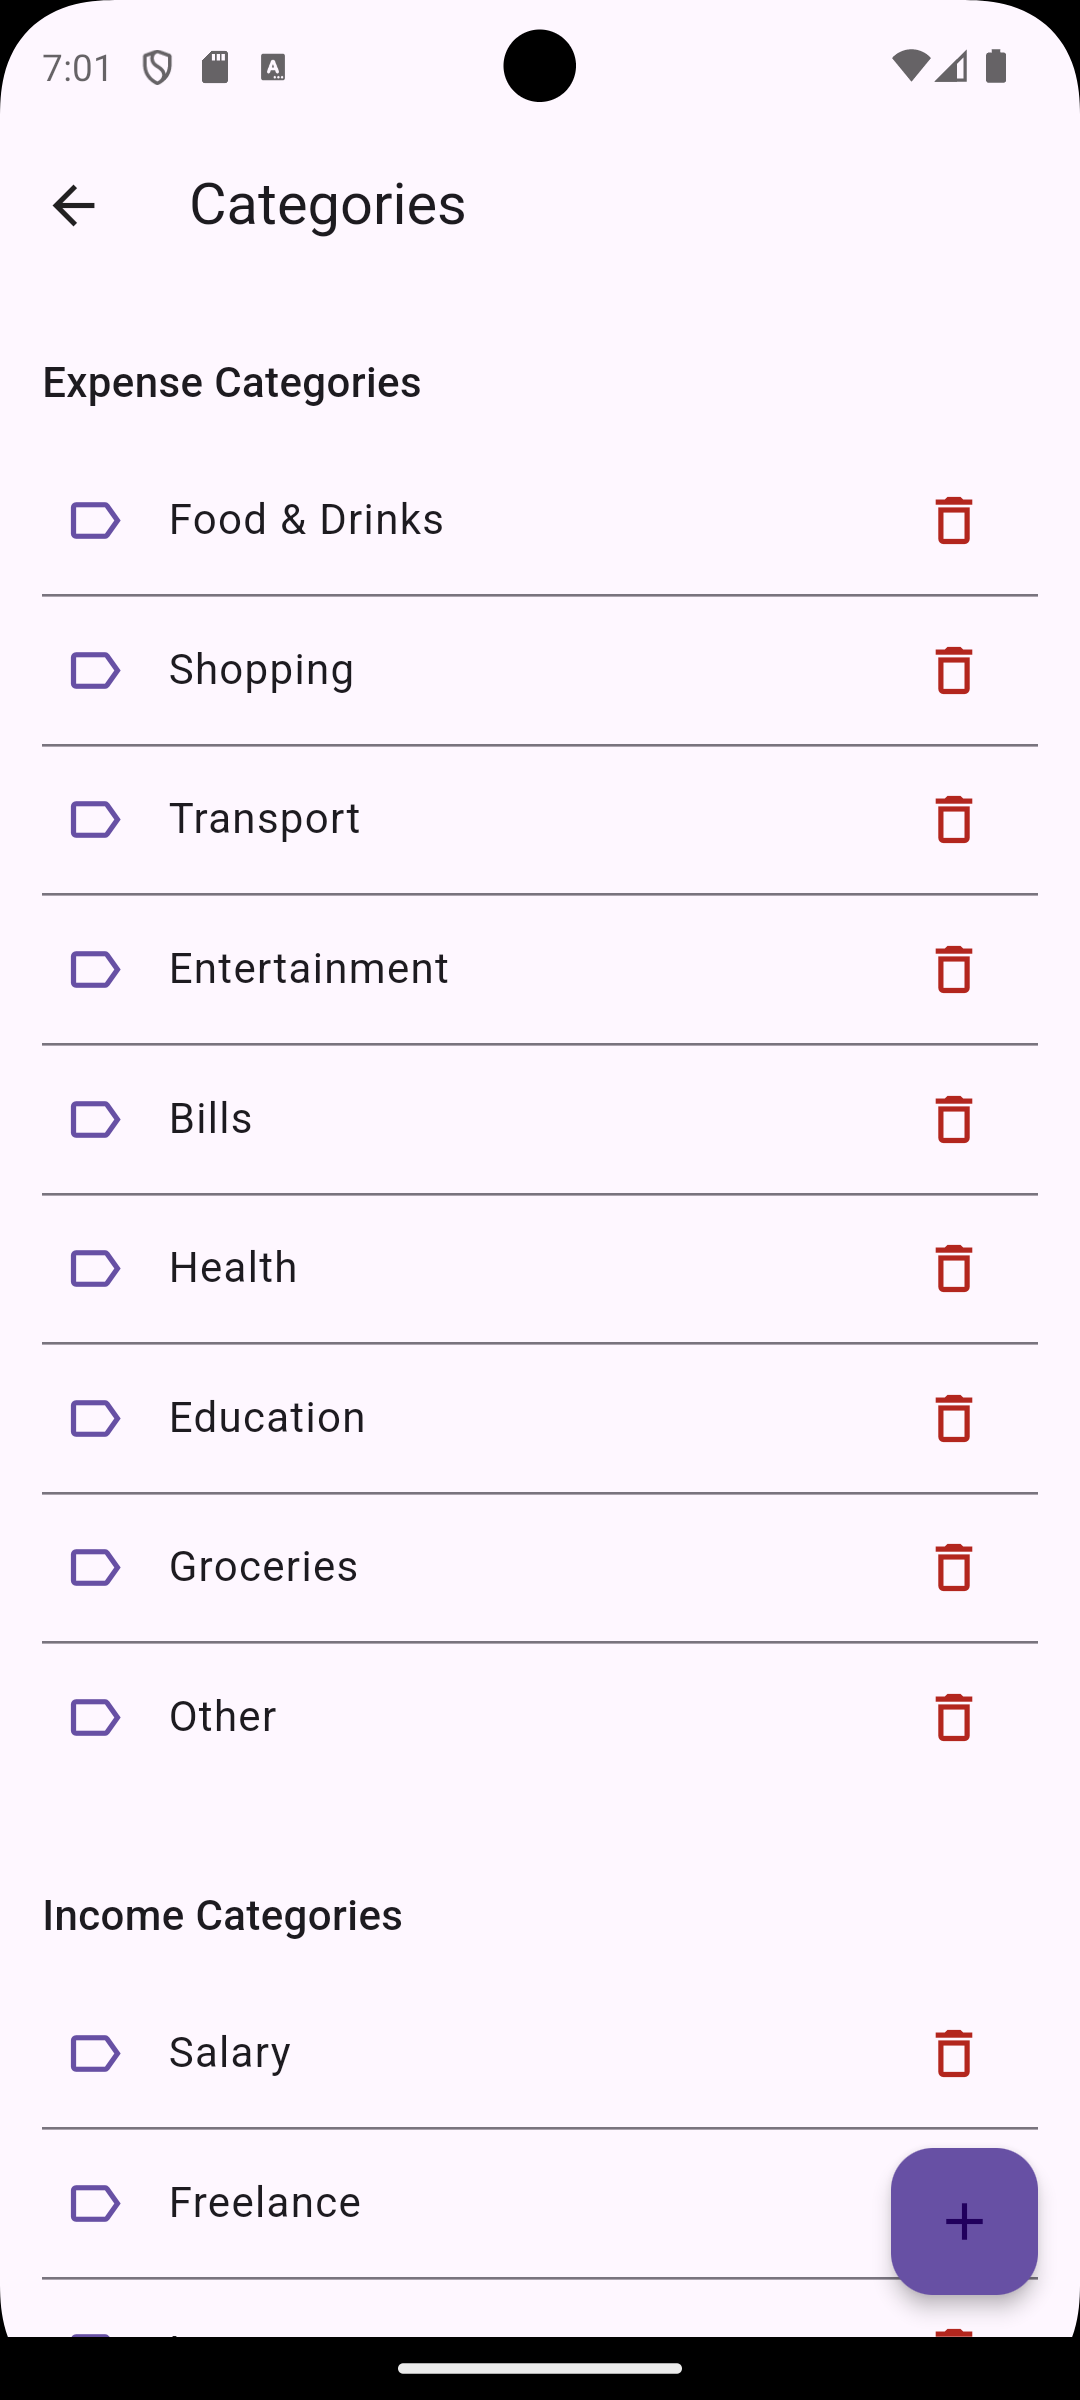 7:01
Categories
Expense Categories
Food & Drinks
Shopping
Transport
Entertainment
Bills
Health
Education
Groceries
Other
Income Categories
Salary
Freelance